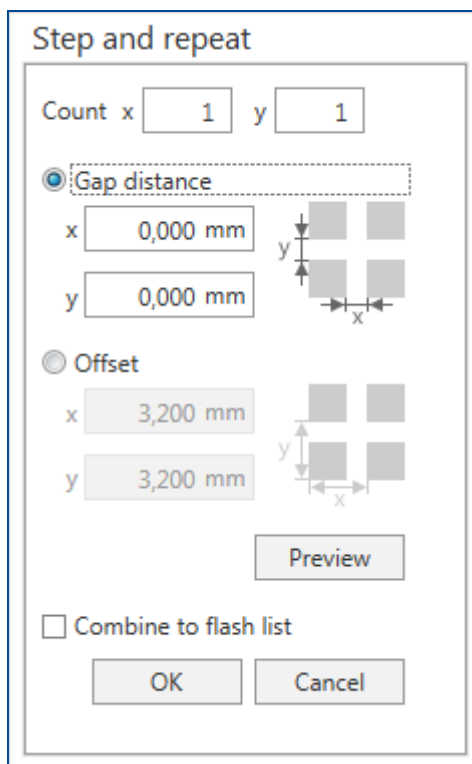 Step and repeat
Count x 1 y 1
Gap distance
x 0,000 mm
y
y 0,000 mm
x
Offset
x 3,200 mm
y
y 3,200 mm
x
Preview
Combine to flash list
OK Cancel